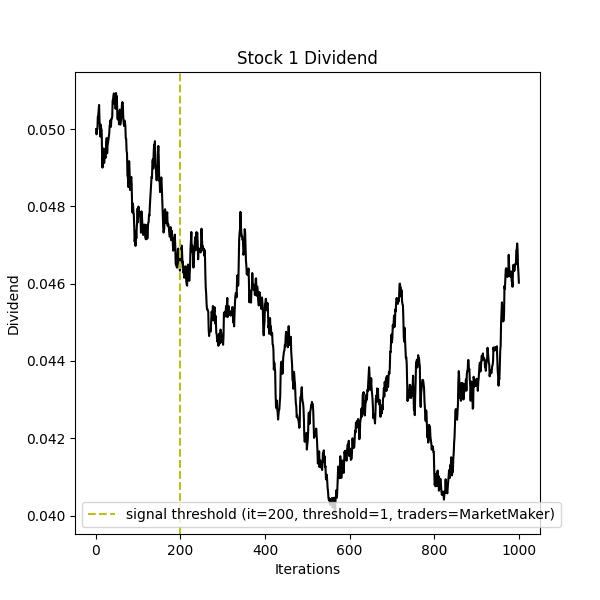 Stock 1 Dividend
Dividend
0.050
0.048
0.046
0.044
0.042
0.040
signal threshold (it=200, threshold=1, traders=MarketMaker)
0 200 400 600 800 1000
Iterations